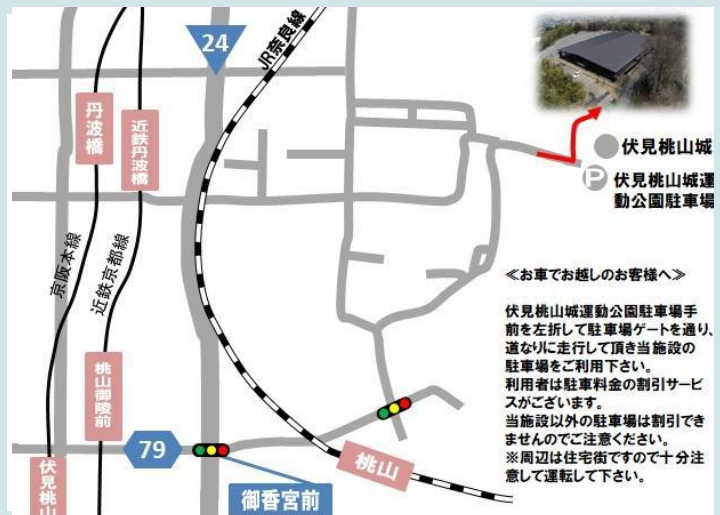 24
JR奈良線
丹波橋
近鉄丹波橋
伏見桃山城
P
伏見桃山城運
動公園駐車場
京阪本線
近鉄京都線
≪お車でお越しのお客様へ≫
伏見桃山城運動公園駐車場手
前を左折して駐車場ゲートを通り、
道なりに走行して頂き当施設の
駐車場をご利用下さい。
利用者は駐車料金の割引サービ
スがございます。
当施設以外の駐車場は割引でき
ませんのでご注意ください。
※周辺は住宅街ですので十分注
意して運転して下さい。
桃山御陵前
79
桃山
伏見桃山
御香宮前